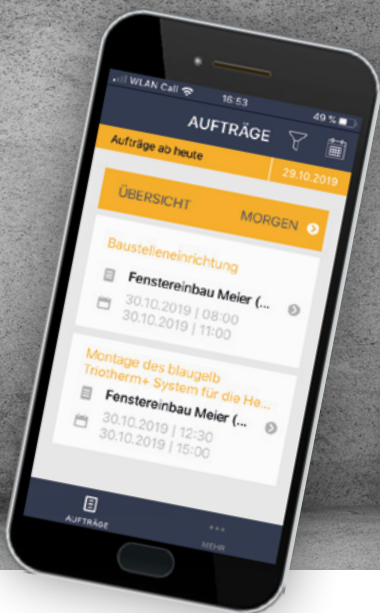 WLAN Call 16:53 49 %
AUFTRÄGE
Aufträge ab heute 29.10.2019
ÜBERSICHT MORGEN
Baustelleneinrichtung
Fenstereinbau Meier (...
30.10.2019 | 08:00
30.10.2019 | 11:00
Montage des blaugelb
Triotherm+ System für die He...
Fenstereinbau Meier (...
30.10.2019 | 12:30
30.10.2019 | 15:00
AUFTRÄGE MEHR